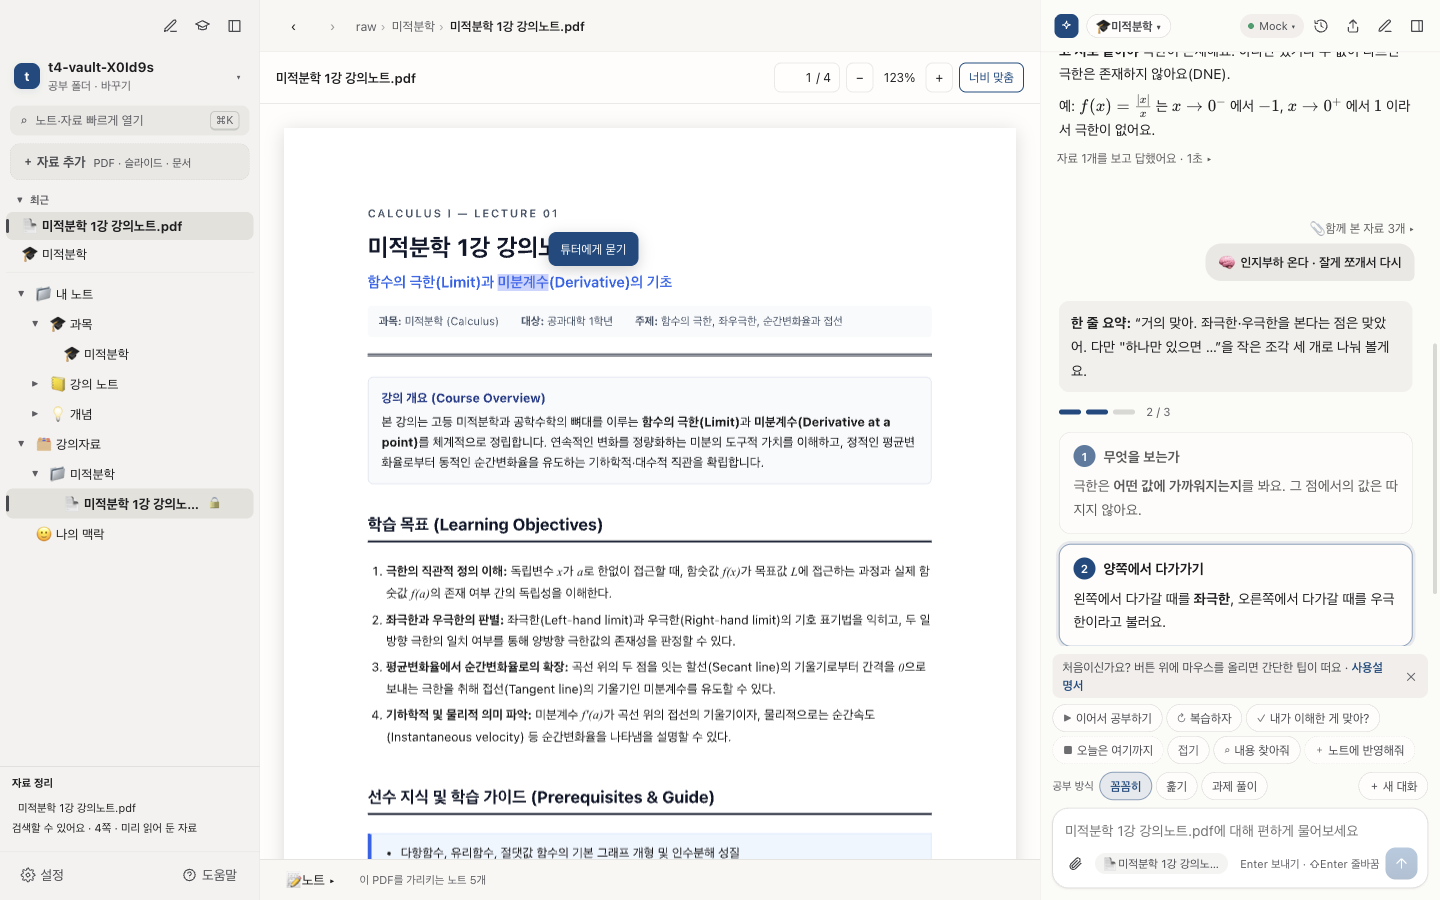 t4-vault-X0ld9s
공부 폴더 · 바꾸기
노트·자료 빠르게 열기 ⌘K
+ 자료 추가 PDF · 슬라이드 · 문서
최근
미적분학 1강 강의노트.pdf
미적분학
내 노트
과목
미적분학
강의 노트
개념
강의자료
미적분학
미적분학 1강 강의노...
나의 맥락
자료 정리
미적분학 1강 강의노트.pdf
검색할 수 있어요 · 4쪽 · 미리 읽어 둔 자료
설정 도움말
raw › 미적분학 › 미적분학 1강 강의노트.pdf
미적분학 1강 강의노트.pdf 1 / 4 − 123% + 너비 맞춤
CALCULUS I — LECTURE 01
미적분학 1강 강의노
튜터에게 묻기
함수의 극한(Limit)과 미분계수(Derivative)의 기초
과목: 미적분학 (Calculus) 대상: 공과대학 1학년 주제: 함수의 극한, 좌우극한, 순간변화율과 접선
강의 개요 (Course Overview)
본 강의는 고등 미적분학과 공학수학의 뼈대를 이루는 함수의 극한(Limit)과 미분계수(Derivative at a
point)를 체계적으로 정립합니다. 연속적인 변화를 정량화하는 미분의 도구적 가치를 이해하고, 정적인 평균변
화율로부터 동적인 순간변화율을 유도하는 기하학적·대수적 직관을 확립합니다.
학습 목표 (Learning Objectives)
1. 극한의 직관적 정의 이해: 독립변수 x가 a로 한없이 접근할 때, 함숫값 f(x)가 목표값 L에 접근하는 과정과 실제 함
숫값 f(a)의 존재 여부 간의 독립성을 이해한다.
2. 좌극한과 우극한의 판별: 좌극한(Left-hand limit)과 우극한(Right-hand limit)의 기호 표기법을 익히고, 두 일
방향 극한의 일치 여부를 통해 양방향 극한값의 존재성을 판정할 수 있다.
3. 평균변화율에서 순간변화율로의 확장: 곡선 위의 두 점을 잇는 할선(Secant line)의 기울기로부터 간격을 0으로
보내는 극한을 취해 접선(Tangent line)의 기울기인 미분계수를 유도할 수 있다.
4. 기하학적 및 물리적 의미 파악: 미분계수 f′(a)가 곡선 위의 접선의 기울기이자, 물리적으로는 순간속도
(Instantaneous velocity) 등 순간변화율을 나타냄을 설명할 수 있다.
선수 지식 및 학습 가이드 (Prerequisites & Guide)
• 다항함수, 유리함수, 절댓값 함수의 기본 그래프 개형 및 인수분해 성질
노트 이 PDF를 가리키는 노트 5개
미적분학 Mock
극한은 존재하지 않아요(DNE).
예: f(x) = |x|/x 는 x → 0⁻ 에서 −1, x → 0⁺ 에서 1 이라
서 극한이 없어요.
자료 1개를 보고 답했어요 · 1초
함께 본 자료 3개
인지부하 온다 · 잘게 쪼개서 다시
한 줄 요약: “거의 맞아. 좌극한·우극한을 본다는 점은 맞았
어. 다만 "하나만 있으면 …”을 작은 조각 세 개로 나눠 볼게
요.
2 / 3
1 무엇을 보는가
극한은 어떤 값에 가까워지는지를 봐요. 그 점에서의 값은 따
지지 않아요.
2 양쪽에서 다가가기
왼쪽에서 다가갈 때를 좌극한, 오른쪽에서 다가갈 때를 우극
한이라고 불러요.
처음이신가요? 버튼 위에 마우스를 올리면 간단한 팁이 떠요 · 사용설
명서
이어서 공부하기 복습하자 내가 이해한 게 맞아?
오늘은 여기까지 접기 내용 찾아줘 + 노트에 반영해줘
공부 방식 꼼꼼히 훑기 과제 풀이 + 새 대화
미적분학 1강 강의노트.pdf에 대해 편하게 물어보세요
미적분학 1강 강의노... Enter 보내기 · ⇧Enter 줄바꿈